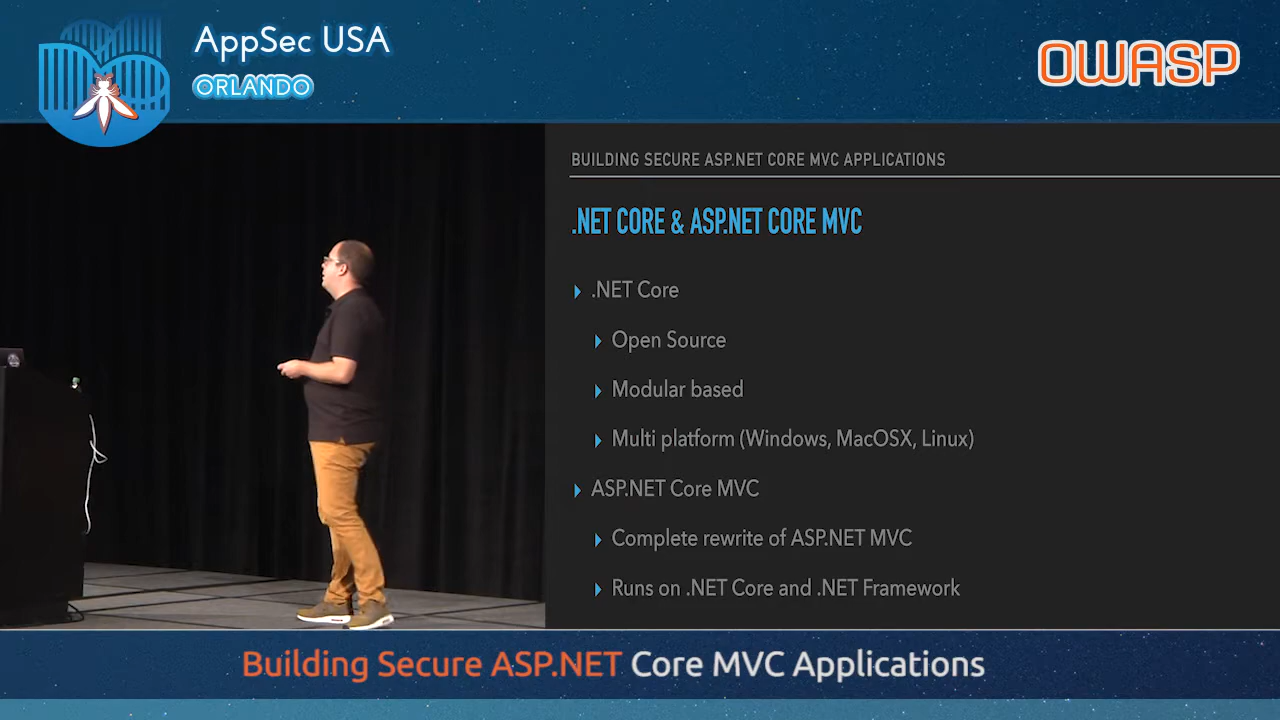 AppSec USA
ORLANDO
OWASP
BUILDING SECURE ASP.NET CORE MVC APPLICATIONS
.NET CORE & ASP.NET CORE MVC
.NET Core
Open Source
Modular based
Multi platform (Windows, MacOSX, Linux)
ASP.NET Core MVC
Complete rewrite of ASP.NET MVC
Runs on .NET Core and .NET Framework
Building Secure ASP.NET Core MVC Applications